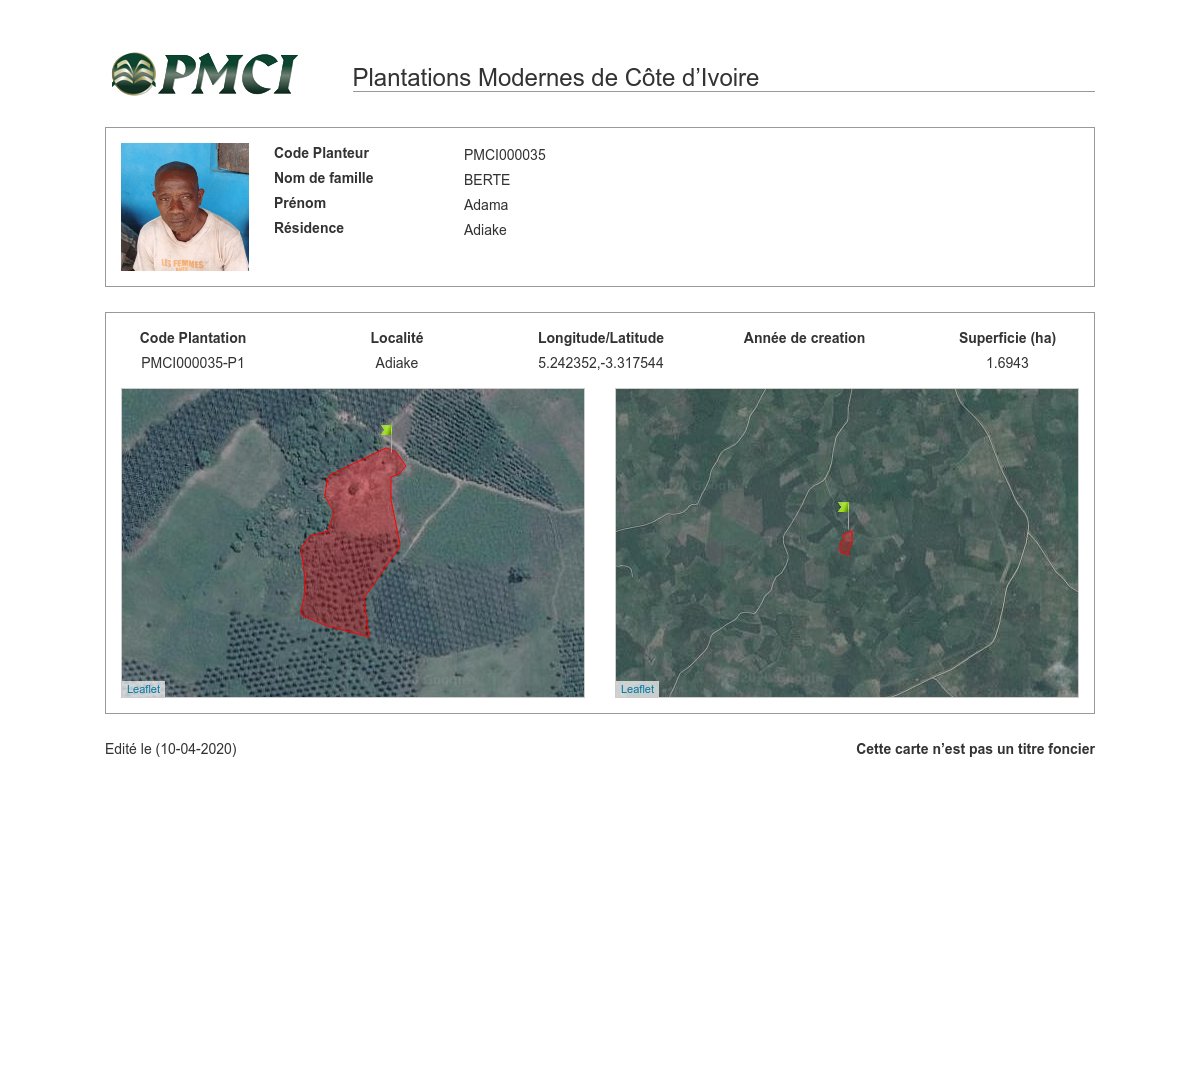 PMCI
Plantations Modernes de Côte d’Ivoire
Code Planteur PMCI000035
Nom de famille BERTE
Prénom Adama
Résidence Adiake
LES FEMMES
Code Plantation Localité Longitude/Latitude Année de creation Superficie (ha)
PMCI000035-P1 Adiake 5.242352,-3.317544 1.6943
Leaflet Leaflet
Edité le (10-04-2020) Cette carte n’est pas un titre foncier